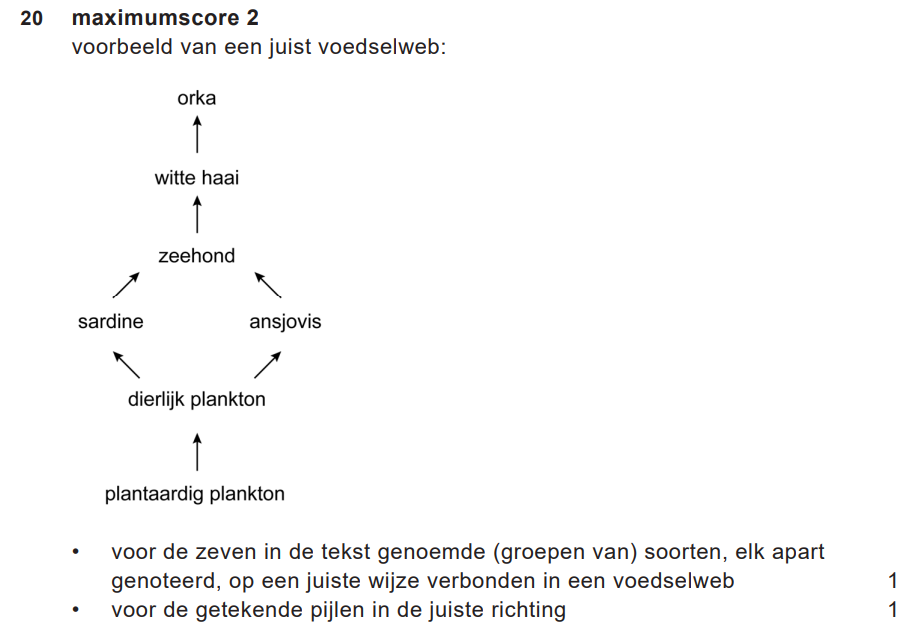 20 maximumscore 2
voorbeeld van een juist voedselweb:
orka
witte haai
zeehond
sardine ansjovis
dierlijk plankton
plantaardig plankton
• voor de zeven in de tekst genoemde (groepen van) soorten, elk apart
genoteerd, op een juiste wijze verbonden in een voedselweb 1
• voor de getekende pijlen in de juiste richting 1